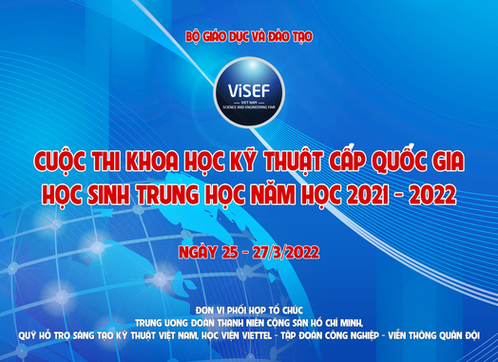 BỘ GIÁO DỤC VÀ ĐÀO TẠO
ViSEF
VIET NAM
SCIENCE AND ENGINEERING FAIR
CUỘC THI KHOA HỌC KỸ THUẬT CẤP QUỐC GIA
HỌC SINH TRUNG HỌC NĂM HỌC 2021 - 2022
NGÀY 25 - 27/3/2022
ĐƠN VỊ PHỐI HỢP TỔ CHỨC
TRUNG ƯƠNG ĐOÀN THANH NIÊN CỘNG SẢN HỒ CHÍ MINH,
QUỸ HỖ TRỢ SÁNG TẠO KỸ THUẬT VIỆT NAM, HỌC VIỆN VIETTEL - TẬP ĐOÀN CÔNG NGHIỆP - VIỄN THÔNG QUÂN ĐỘI